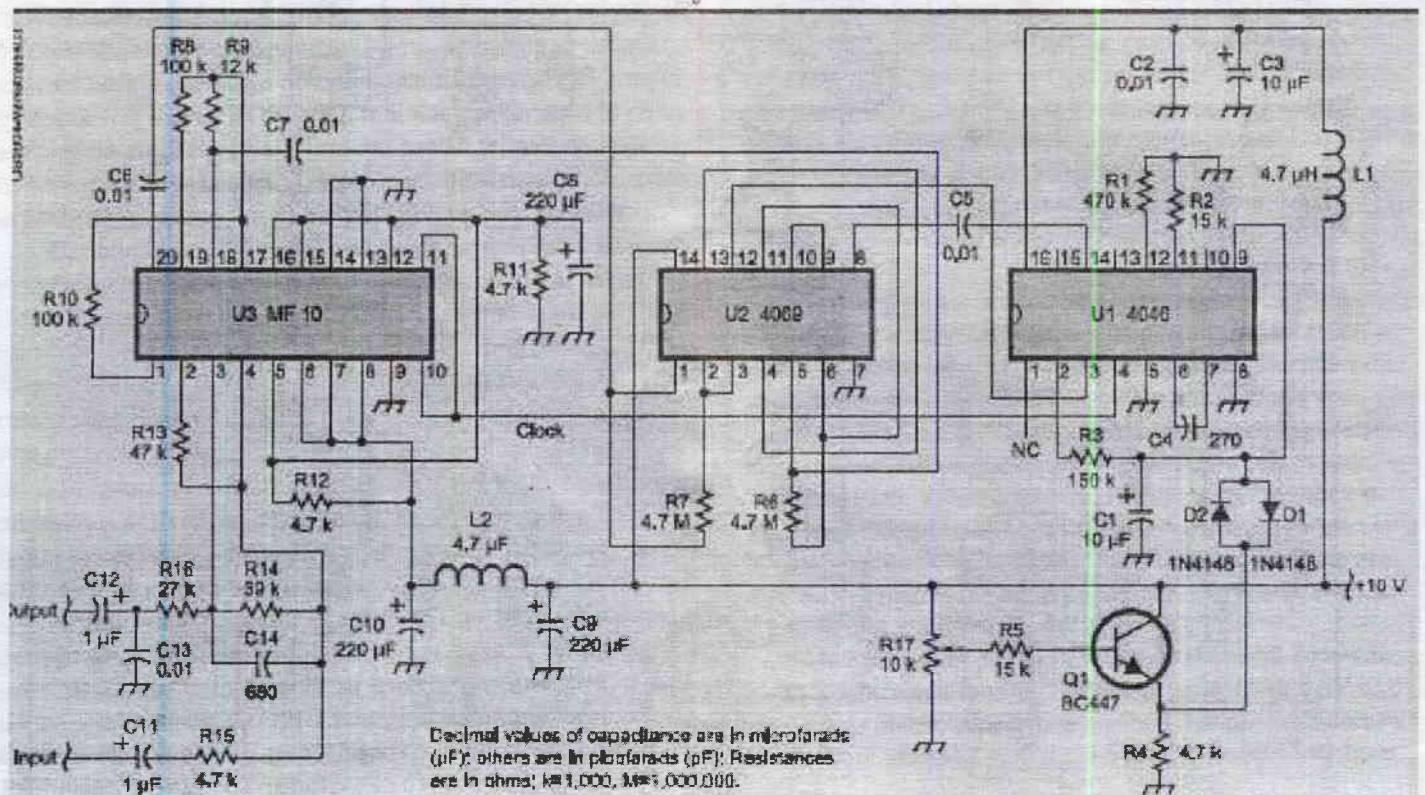 R8
100 k
R9
12 k
C7 0.01
C6
0.01
220 µF
R10
100 k
20 19 18 17 16 15 14 13 12 11
U3 MF 10
1 2 3 4 5 6 7 8 9 10
R11
4.7 k
14 13 12 11 10 9 8
U2 4069
1 2 3 4 5 6 7
C5
0.01
C2
0,01
C3
10 µF
+
R1
470 k
R2
15 k
4.7 µH
L1
16 15 14 13 12 11 10 9
U1 4046
1 2 3 4 5 6 7 8
NC
Clock
R13
47 k
R12
4.7 k
R7
4.7 M
R6
4.7 M
R3
150 k
C4
270
C1
10 µF
D2
D1
1N4148
1N4148
+10 V
L2
4.7 µF
C12
+
1 µF
R16
27 k
R14
39 k
C13
0.01
C14
680
C10
220 µF
C9
220 µF
R17
10 k
R5
15 k
Q1
BC447
R4
4.7 k
Input
C11
+
1 µF
R15
4.7 k
Decimal values of capacitance are in microfarads
(µF); others are in picofarads (pF); Resistances
are in ohms; k=1,000, M=1,000,000.